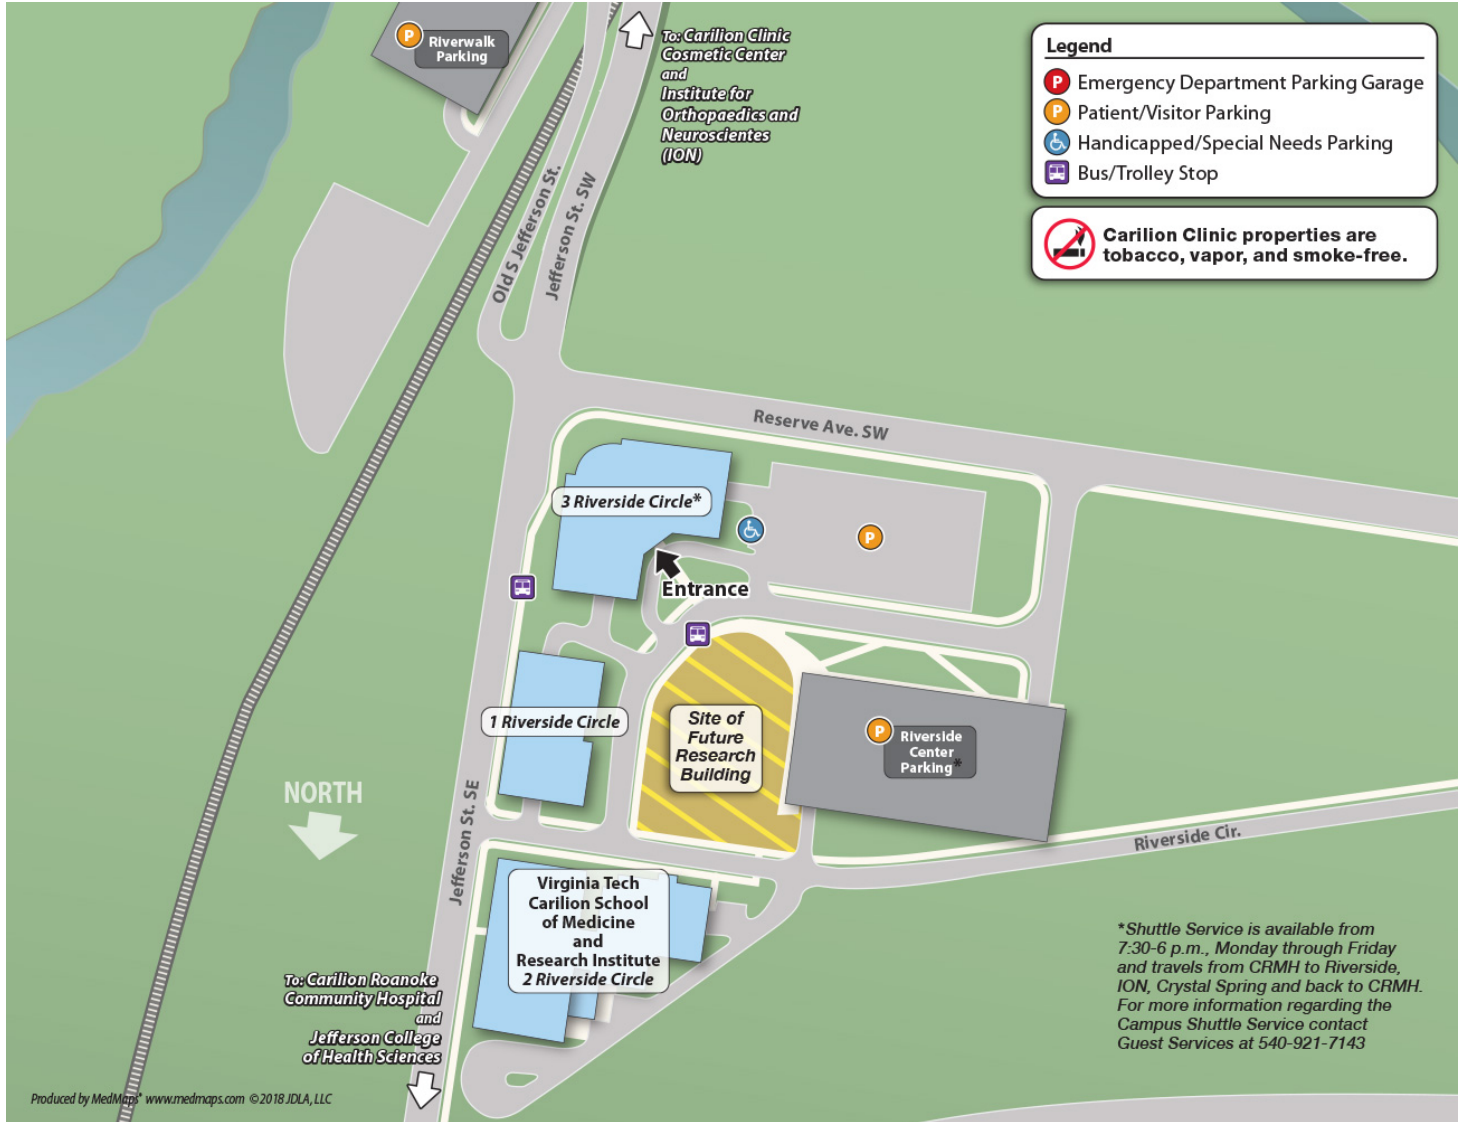 P
Riverwalk
Parking
To: Carilion Clinic
Cosmetic Center
and
Institute for
Orthopaedics and
Neuroscientes
(ION)
Legend
P Emergency Department Parking Garage
P Patient/Visitor Parking
Handicapped/Special Needs Parking
Bus/Trolley Stop
Carilion Clinic properties are
tobacco, vapor, and smoke-free.
Old S Jefferson St.
Jefferson St. SW
Reserve Ave. SW
3 Riverside Circle*
P
Entrance
1 Riverside Circle
Site of
Future
Research
Building
P
Riverside
Center
Parking*
NORTH
Jefferson St. SE
Riverside Cir.
Virginia Tech
Carilion School
of Medicine
and
Research Institute
2 Riverside Circle
To: Carilion Roanoke
Community Hospital
and
Jefferson College
of Health Sciences
*Shuttle Service is available from
7:30-6 p.m., Monday through Friday
and travels from CRMH to Riverside,
ION, Crystal Spring and back to CRMH.
For more information regarding the
Campus Shuttle Service contact
Guest Services at 540-921-7143
Produced by MedMaps® www.medmaps.com ©2018 JDLA, LLC